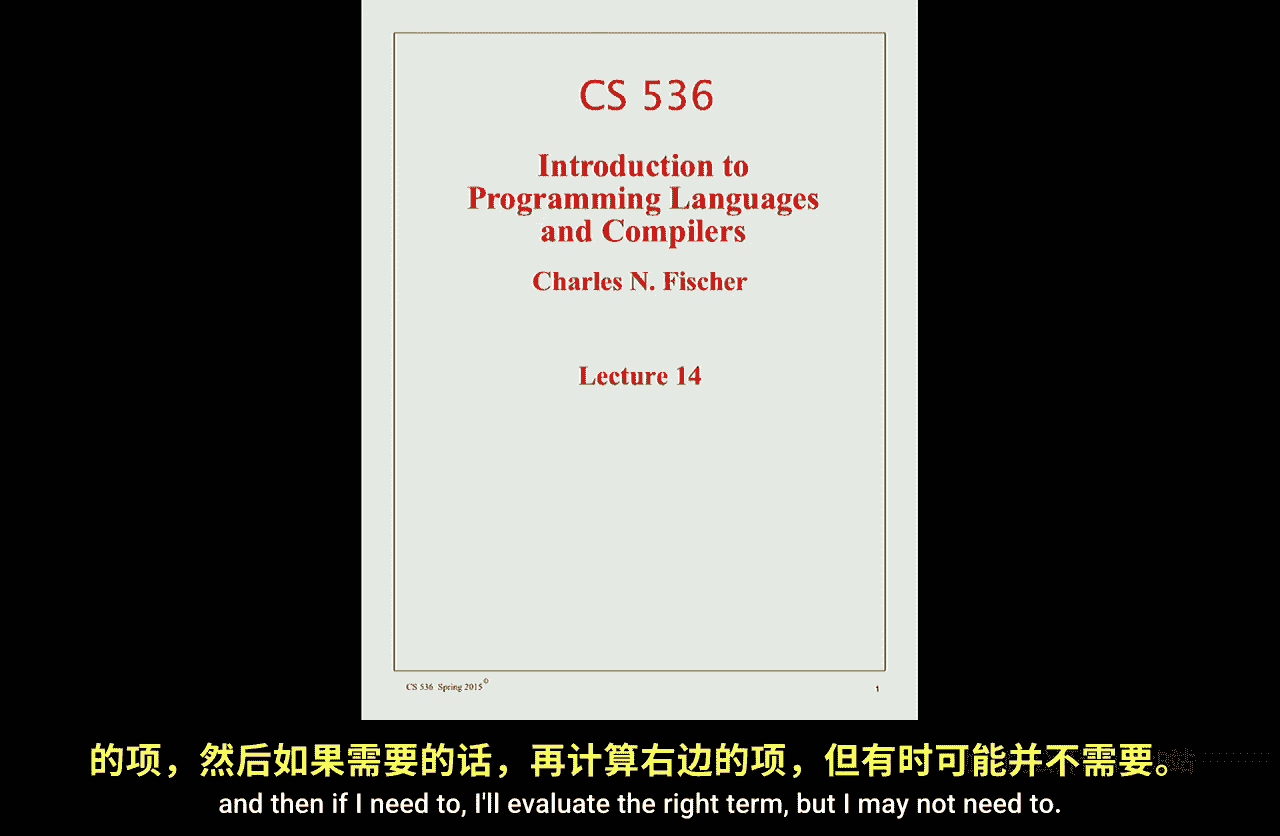 CS 536
Introduction to
Programming Languages
and Compilers
Charles N. Fischer
Lecture 14
CS 536 Spring 2015©
1
的项，然后如果需要的话，再计算右边的项，但有时可能并不需要。
and then if I need to, I'll evaluate the right term, but I may not need to.